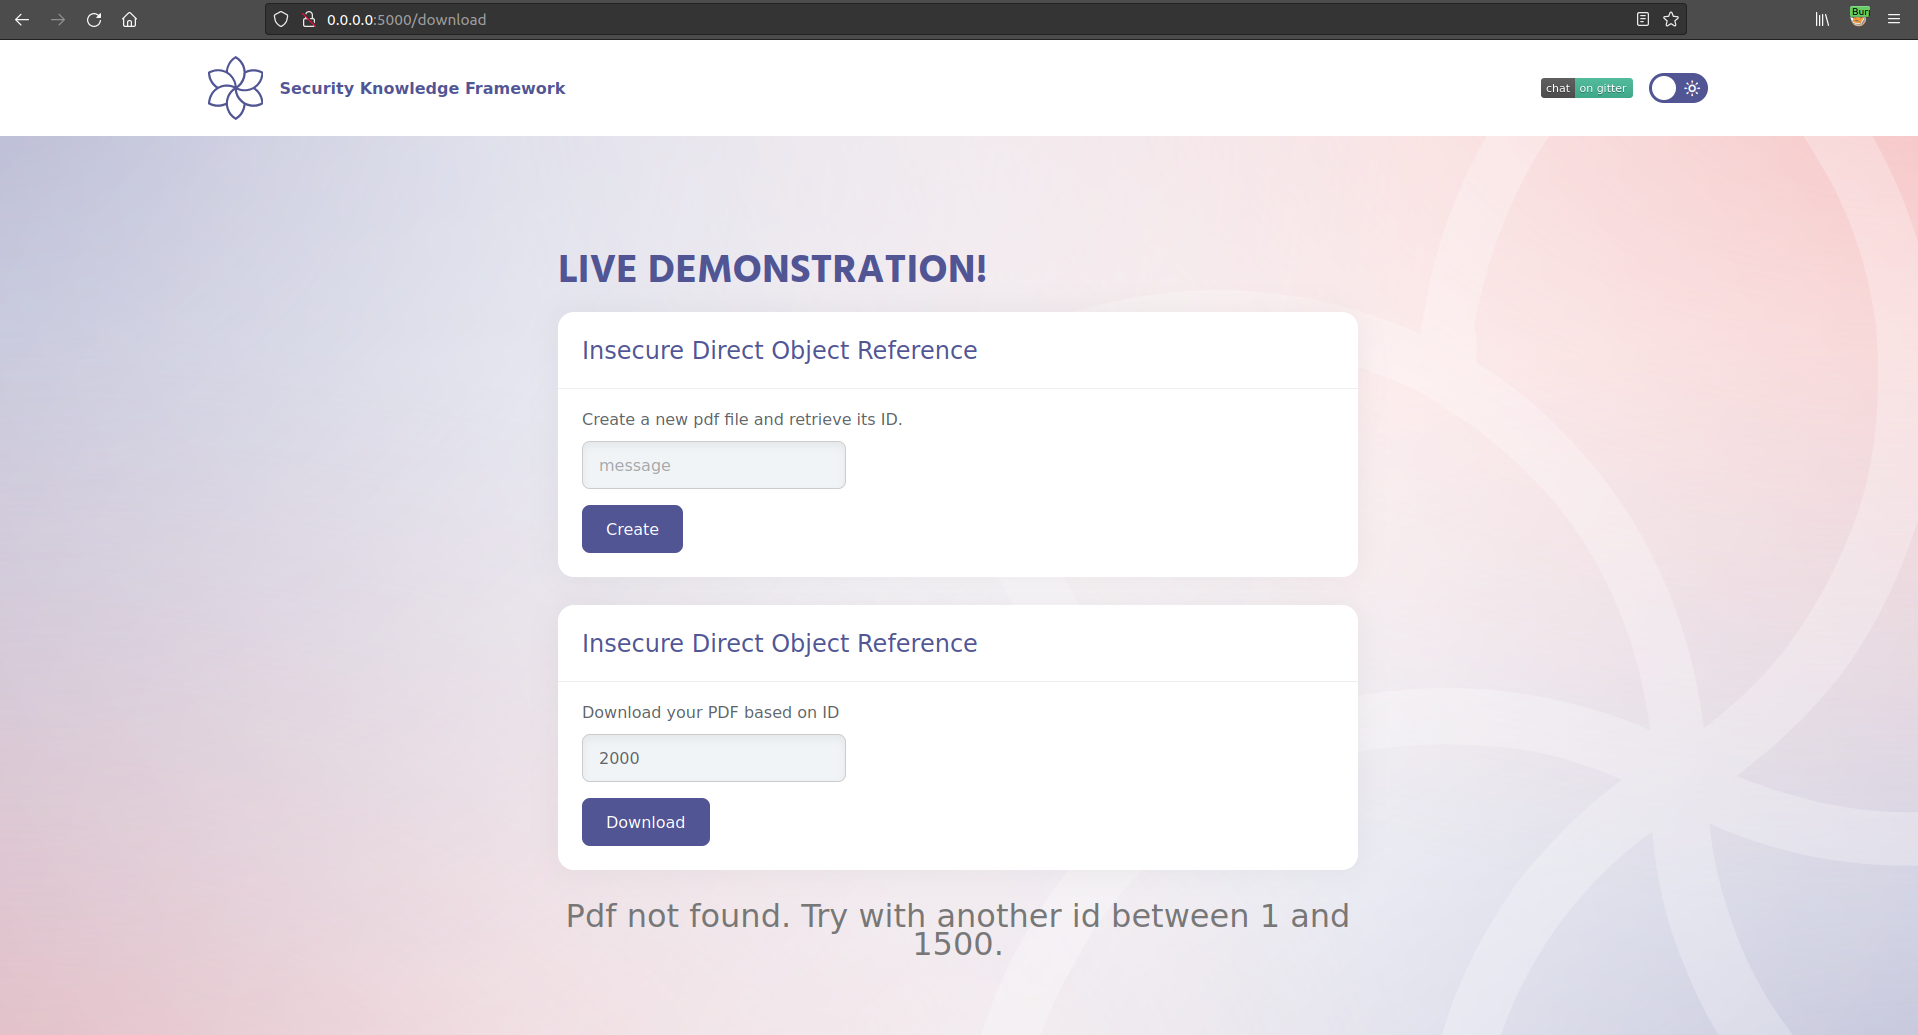 0.0.0.0:5000/download
Bur
Security Knowledge Framework
chat on gitter
LIVE DEMONSTRATION!
Insecure Direct Object Reference
Create a new pdf file and retrieve its ID.
message
Create
Insecure Direct Object Reference
Download your PDF based on ID
2000
Download
Pdf not found. Try with another id between 1 and
1500.